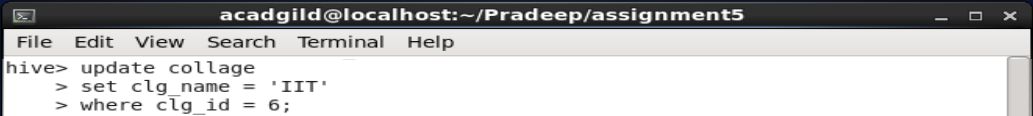 acadgild@localhost:~/Pradeep/assignment5
File Edit View Search Terminal Help
hive> update collage
    > set clg_name = 'IIT'
    > where clg_id = 6;